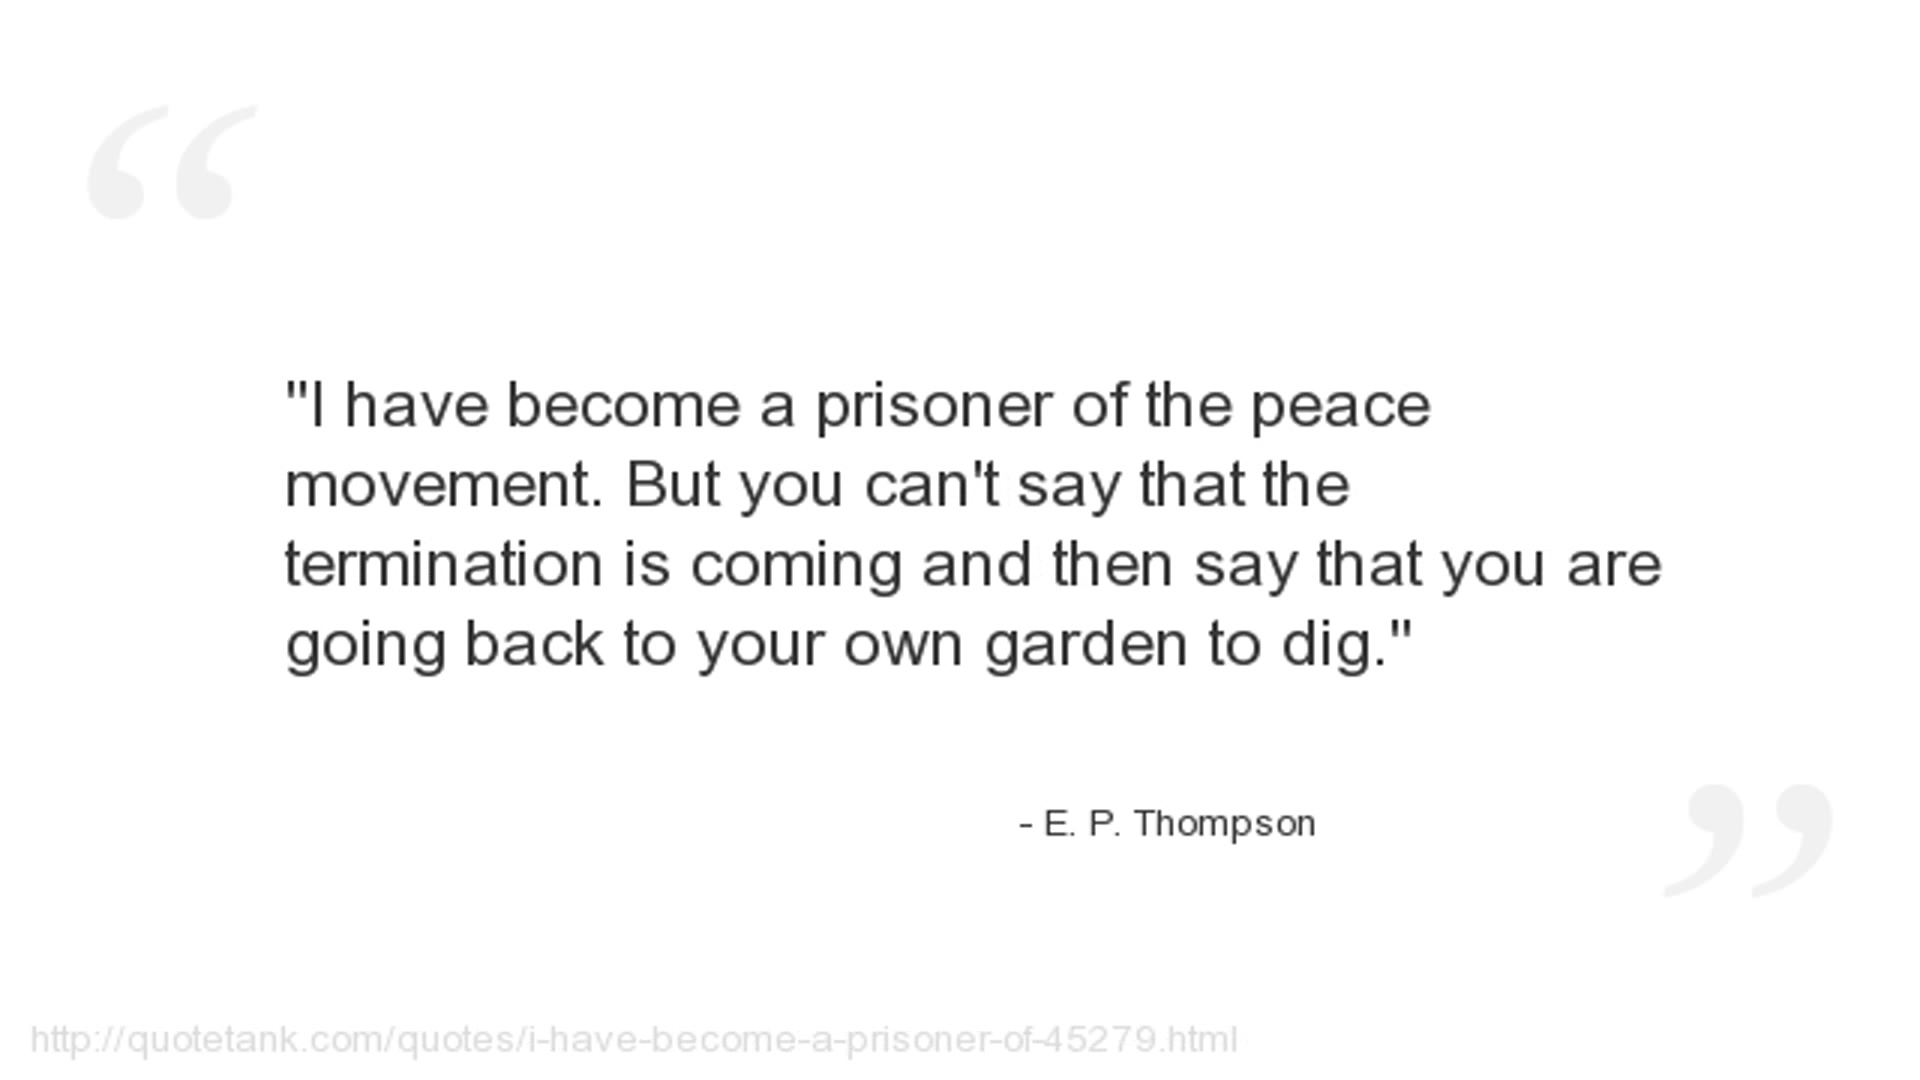 "I have become a prisoner of the peace
movement. But you can't say that the
termination is coming and then say that you are
going back to your own garden to dig."
- E. P. Thompson
http://quotetank.com/quotes/i-have-become-a-prisoner-of-45279.html